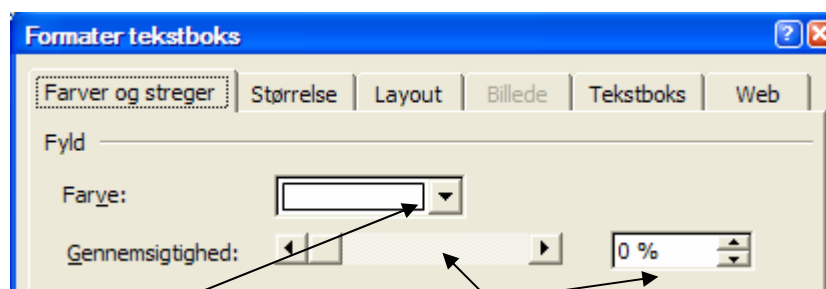 Formater tekstboks
Farver og streger Størrelse Layout Billede Tekstboks Web
Fyld
Farve:
Gennemsigtighed: 0 %